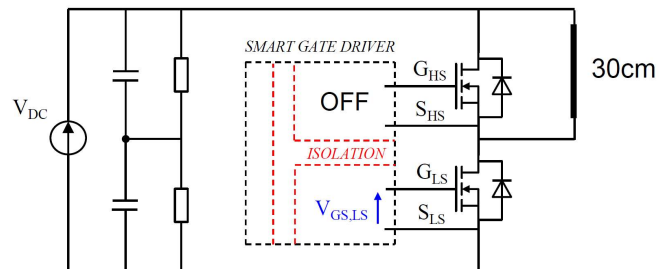 SMART GATE DRIVER
V_DC
OFF
G_HS
S_HS
30cm
ISOLATION
G_LS
V_GS,LS
S_LS